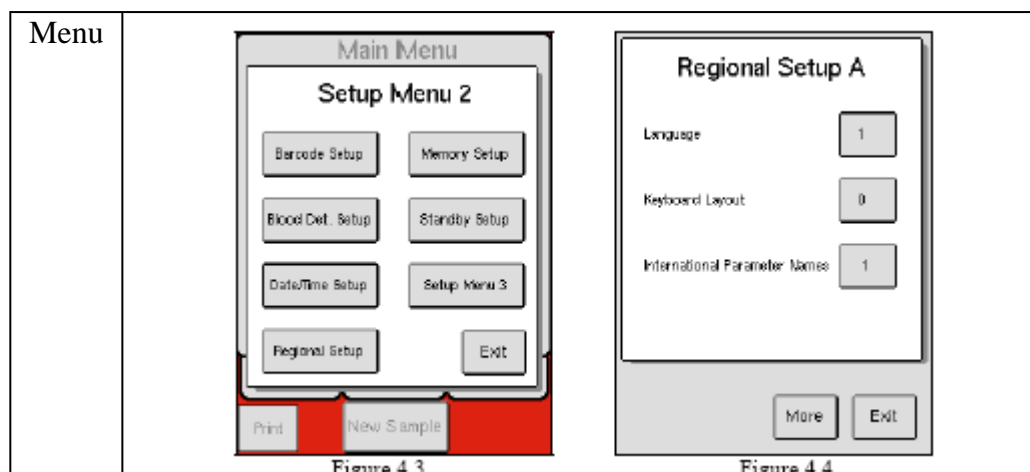 Menu
Main Menu
Setup Menu 2
Barcode Setup
Memory Setup
Blood Det. Setup
Standby Setup
Date/Time Setup
Setup Menu 3
Regional Setup
Exit
Print
New Sample
Figure 4.3
Regional Setup A
Language
1
Keyboard Layout
0
International Parameter Names
1
More
Exit
Figure 4.4